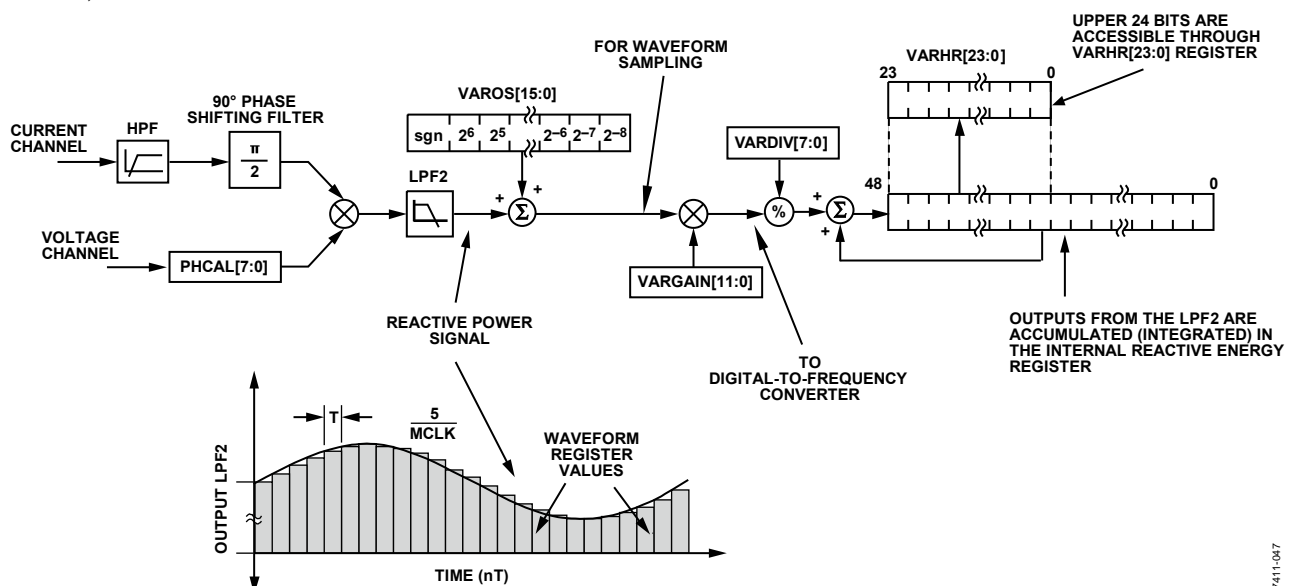 UPPER 24 BITS ARE
ACCESSIBLE THROUGH
VARHR[23:0] REGISTER
FOR WAVEFORM
SAMPLING
VARHR[23:0]
23
0
90° PHASE
SHIFTING FILTER
VAROS[15:0]
CURRENT
CHANNEL
HPF
π
2
sgn 2^6 2^5 2^–6 2^–7 2^–8
VARDIV[7:0]
LPF2
+
+
Σ
%
+
+
Σ
48
0
VOLTAGE
CHANNEL
PHCAL[7:0]
VARGAIN[11:0]
REACTIVE POWER
SIGNAL
TO
DIGITAL-TO-FREQUENCY
CONVERTER
OUTPUTS FROM THE LPF2 ARE
ACCUMULATED (INTEGRATED) IN
THE INTERNAL REACTIVE ENERGY
REGISTER
T
5
MCLK
WAVEFORM
REGISTER
VALUES
OUTPUT LPF2
TIME (nT)